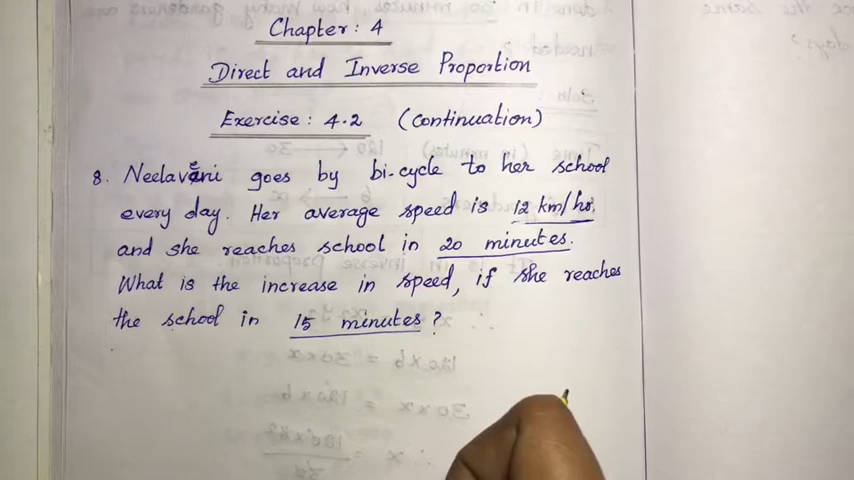 Chapter: 4
Direct and Inverse Proportion
Exercise: 4.2 (Continuation)
8. Neelaveni goes by bi-cycle to her school
every day. Her average speed is 12 km/hr.
and she reaches school in 20 minutes.
What is the increase in speed, if she reaches
the school in 15 minutes?